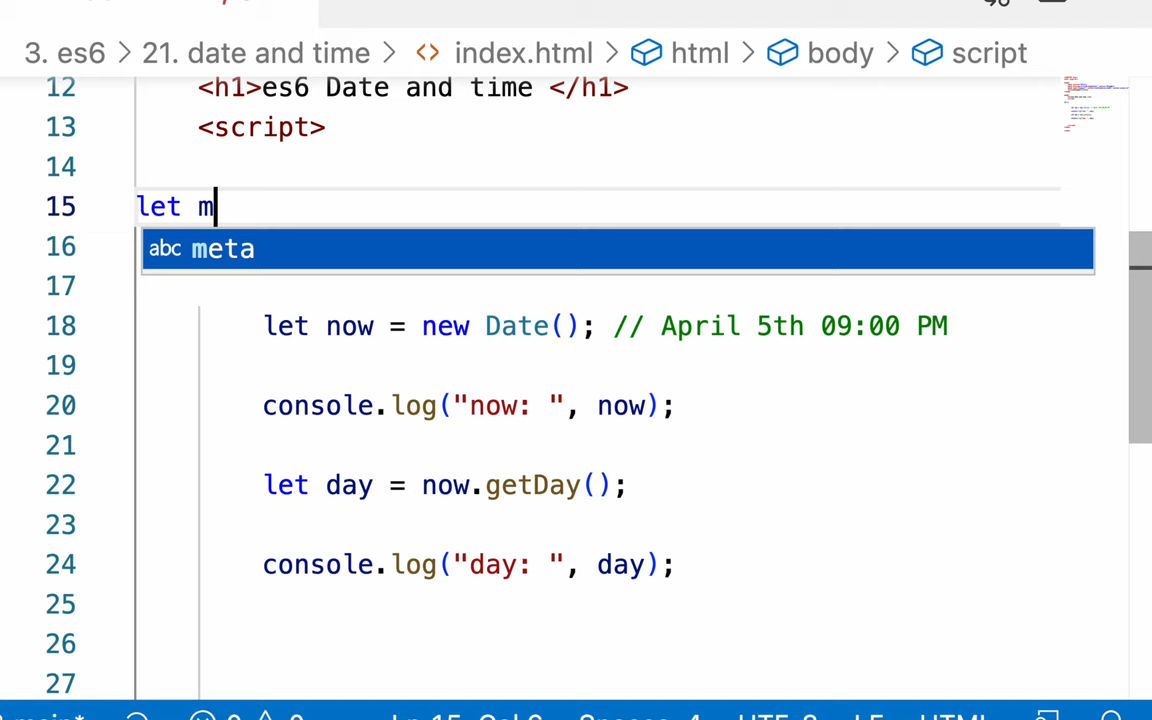 3. es6 > 21. date and time > <> index.html > html > body > script
12 <h1>es6 Date and time </h1>
13 <script>
14
15 let m
16 abc meta
17
18 let now = new Date(); // April 5th 09:00 PM
19
20 console.log("now: ", now);
21
22 let day = now.getDay();
23
24 console.log("day: ", day);
25
26
27